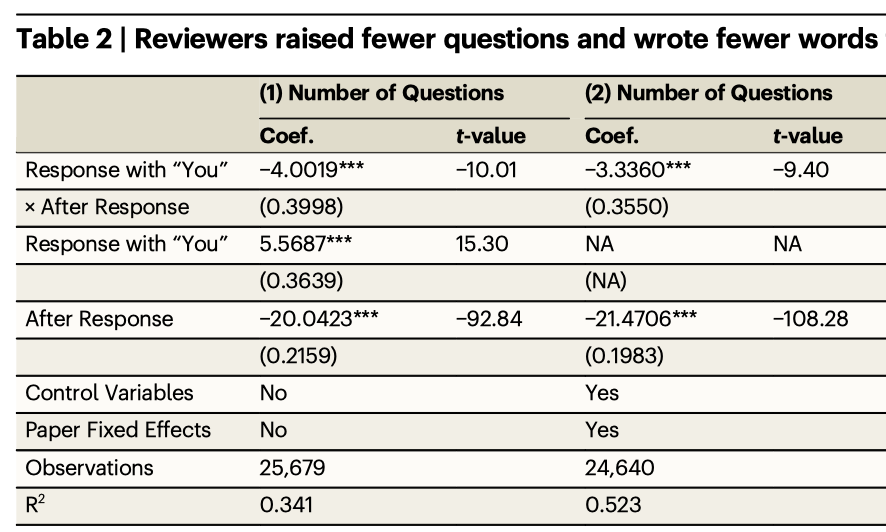 Table 2 | Reviewers raised fewer questions and wrote fewer words
(1) Number of Questions (2) Number of Questions
Coef. t-value Coef. t-value
Response with “You” −4.0019*** −10.01 −3.3360*** −9.40
× After Response (0.3998) (0.3550)
Response with “You” 5.5687*** 15.30 NA NA
(0.3639) (NA)
After Response −20.0423*** −92.84 −21.4706*** −108.28
(0.2159) (0.1983)
Control Variables No Yes
Paper Fixed Effects No Yes
Observations 25,679 24,640
R² 0.341 0.523